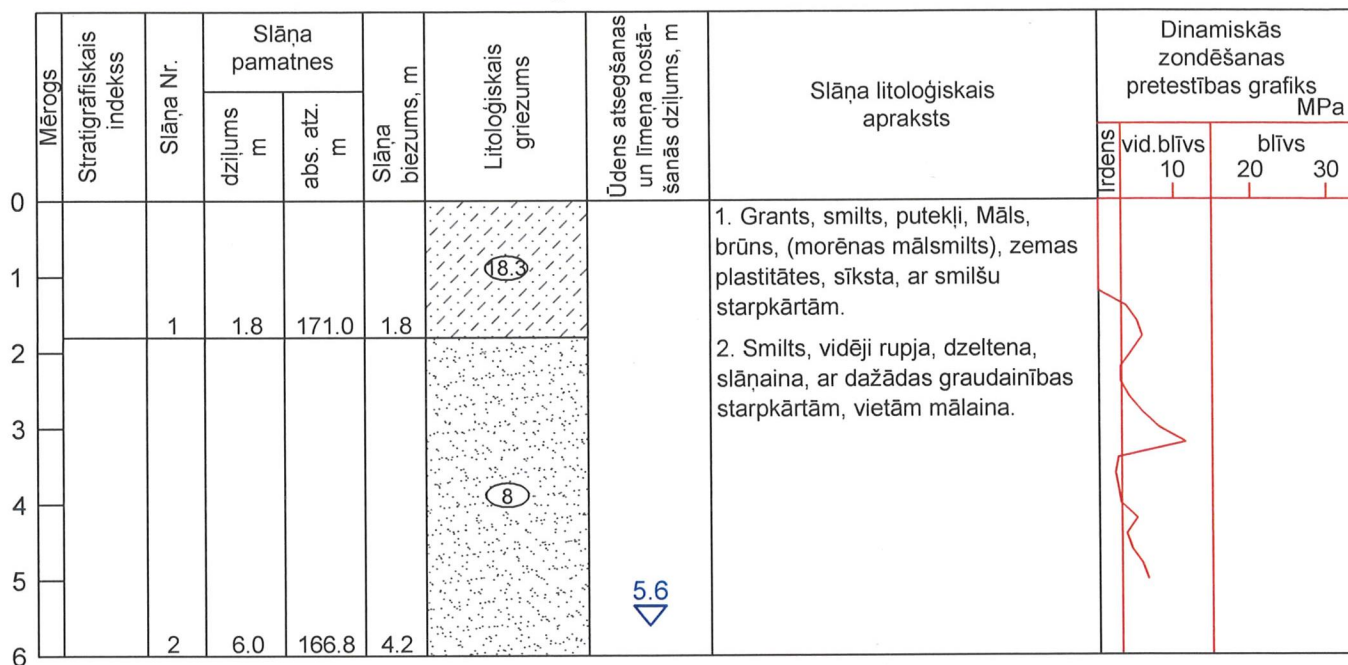 Mērogs
Stratigrāfiskais
indekss
Slāņa Nr.
Slāņa
pamatnes
dziļums
m
abs. atz.
m
Slāņa
biezums, m
Litoloģiskais
griezums
Ūdens atsegšanas
un līmeņa nostā-
šanās dziļums, m
Slāņa litoloģiskais
apraksts
Dinamiskās
zondēšanas
pretestības grafiks
MPa
Irdens
vid.blīvs
blīvs
10 20 30
0
1
2
3
4
5
6
1 1.8 171.0 1.8
18.3
1. Grants, smilts, putekļi, Māls,
brūns, (morēnas mālsmilts), zemas
plastitātes, sīksta, ar smilšu
starpkārtām.
2. Smilts, vidēji rupja, dzeltena,
slāņaina, ar dažādas graudainības
starpkārtām, vietām mālaina.
8
5.6
2 6.0 166.8 4.2